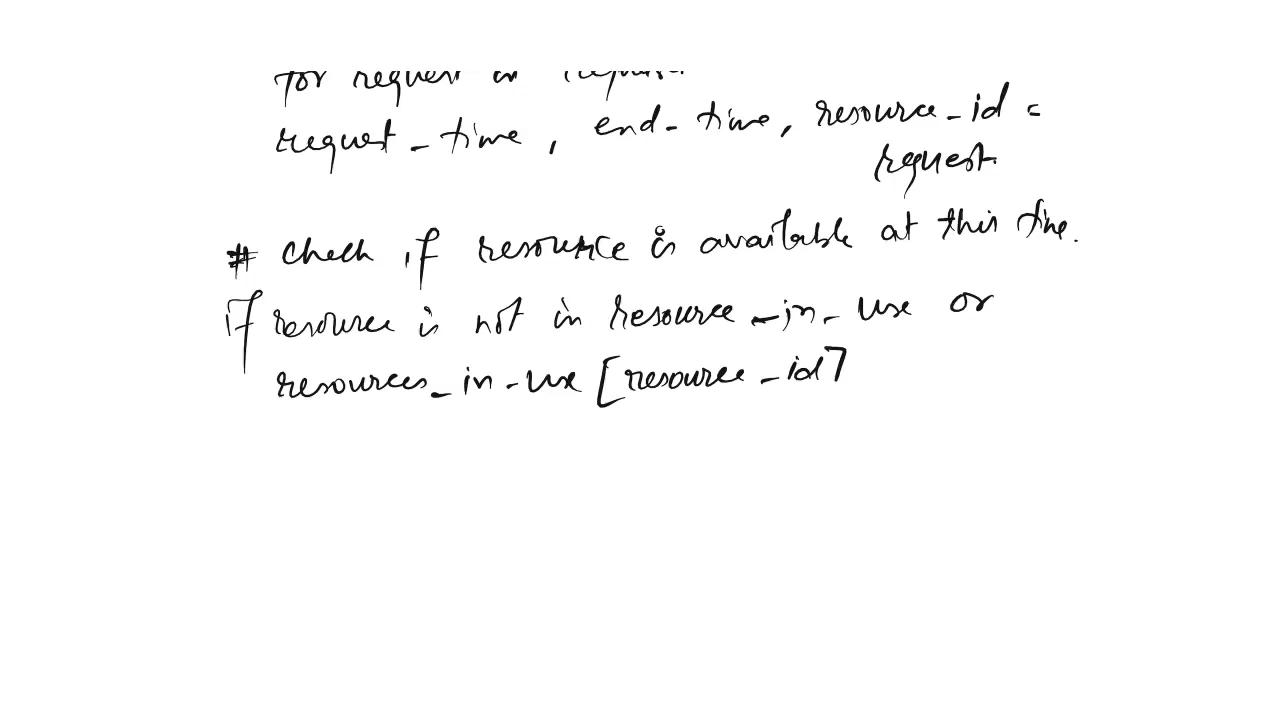 for request in request
request_time, end_time, resource_id =
request
# check if resource is available at this time.
if resource is not in resource_in_use or
resources_in_use [resource_id]